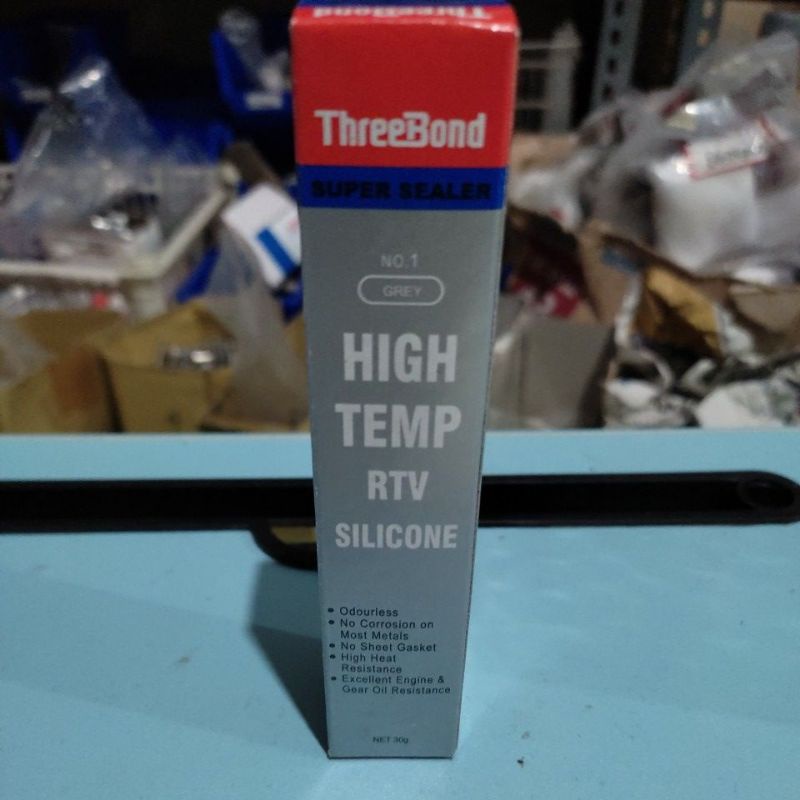 ThreeBond
ThreeBond
SUPER SEALER
NO.1
GREY
HIGH
TEMP
RTV
SILICONE
• Odourless
• No Corrosion on
Most Metals
• No Sheet Gasket
• High Heat
Resistance
• Excellent Engine &
Gear Oil Resistance
NET 30g